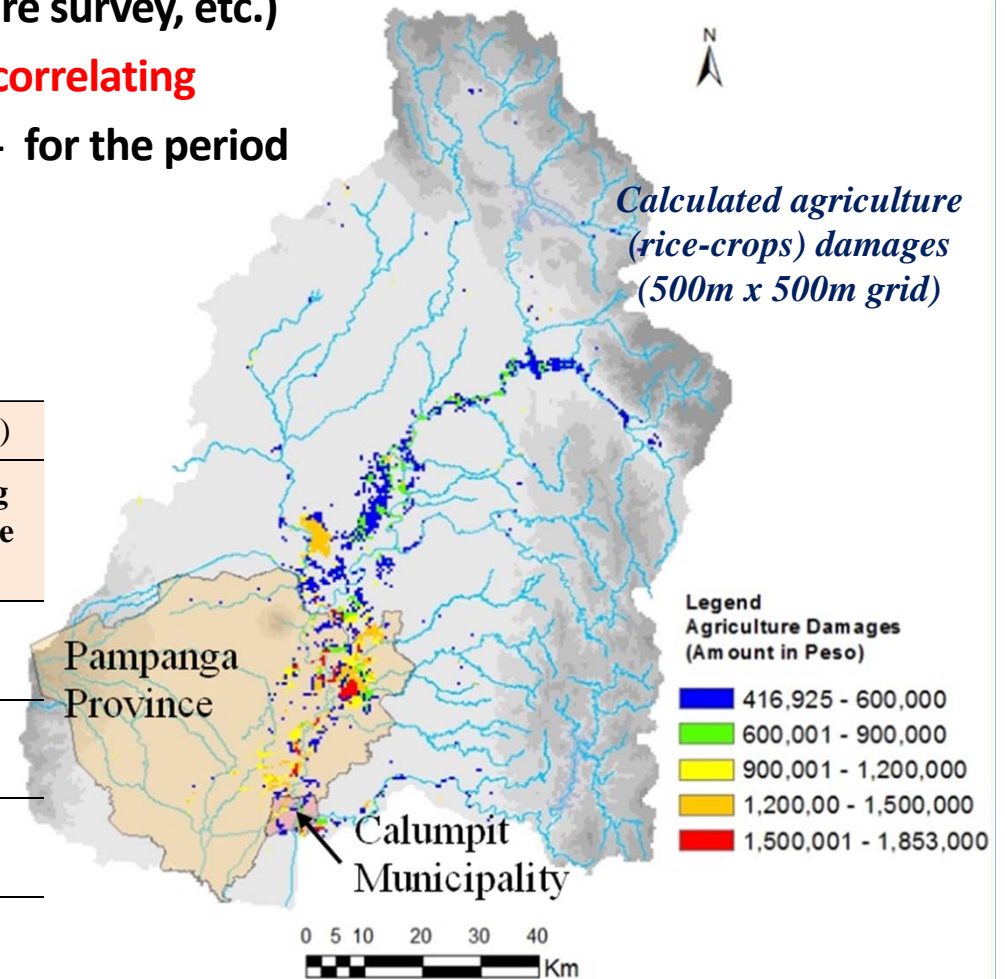 re survey, etc.)
correlating
for the period
N
Calculated agriculture
(rice-crops) damages
(500m x 500m grid)
)
g
e
Pampanga
Province
Calumpit
Municipality
Legend
Agriculture Damages
(Amount in Peso)
416,925 - 600,000
600,001 - 900,000
900,001 - 1,200,000
1,200,00 - 1,500,000
1,500,001 - 1,853,000
0 5 10 20 30 40
Km